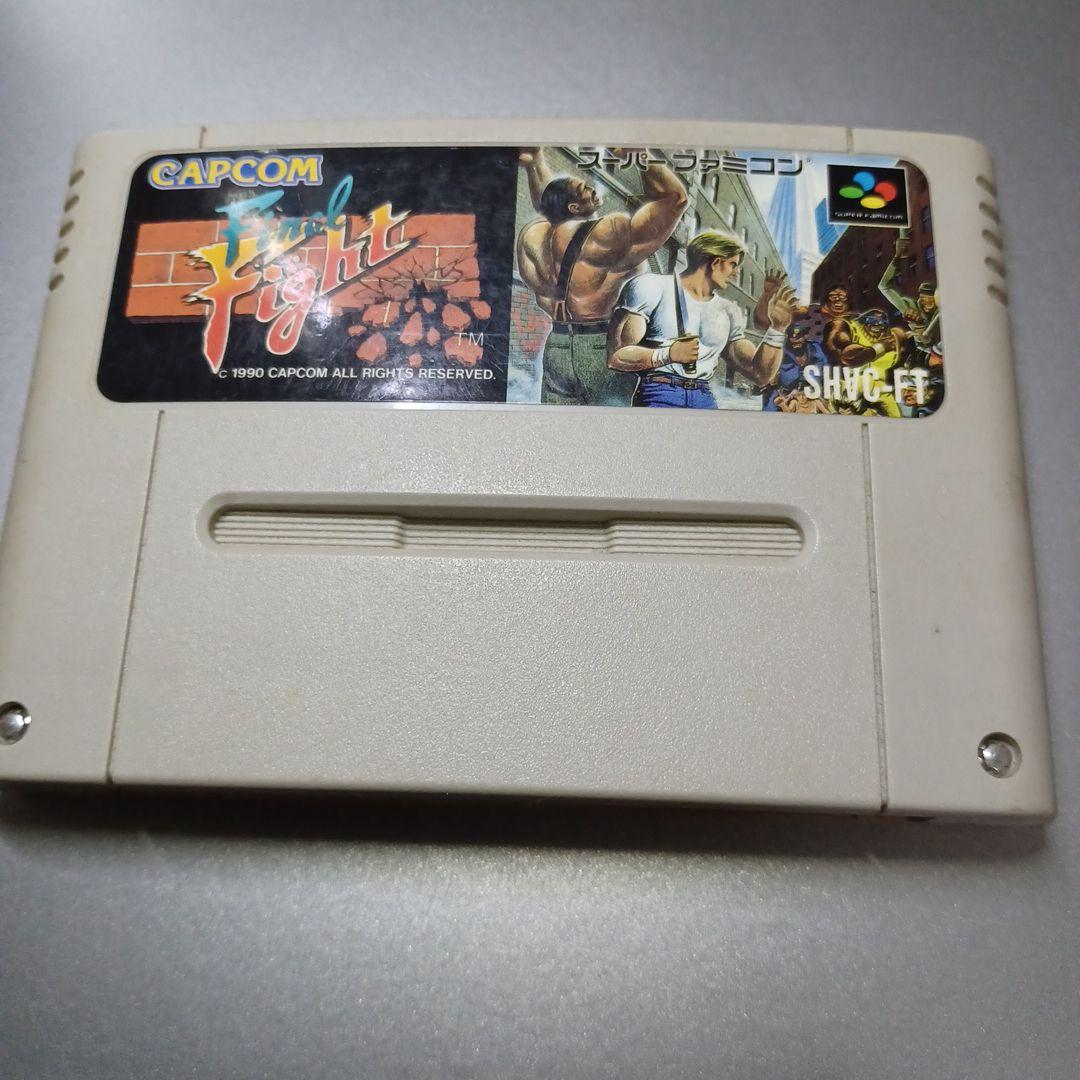 CAPCOM
Final
Fight
TM
C 1990 CAPCOM ALL RIGHTS RESERVED.
スーパーファミコン®
SUPER FAMICOM
SHVC-FT